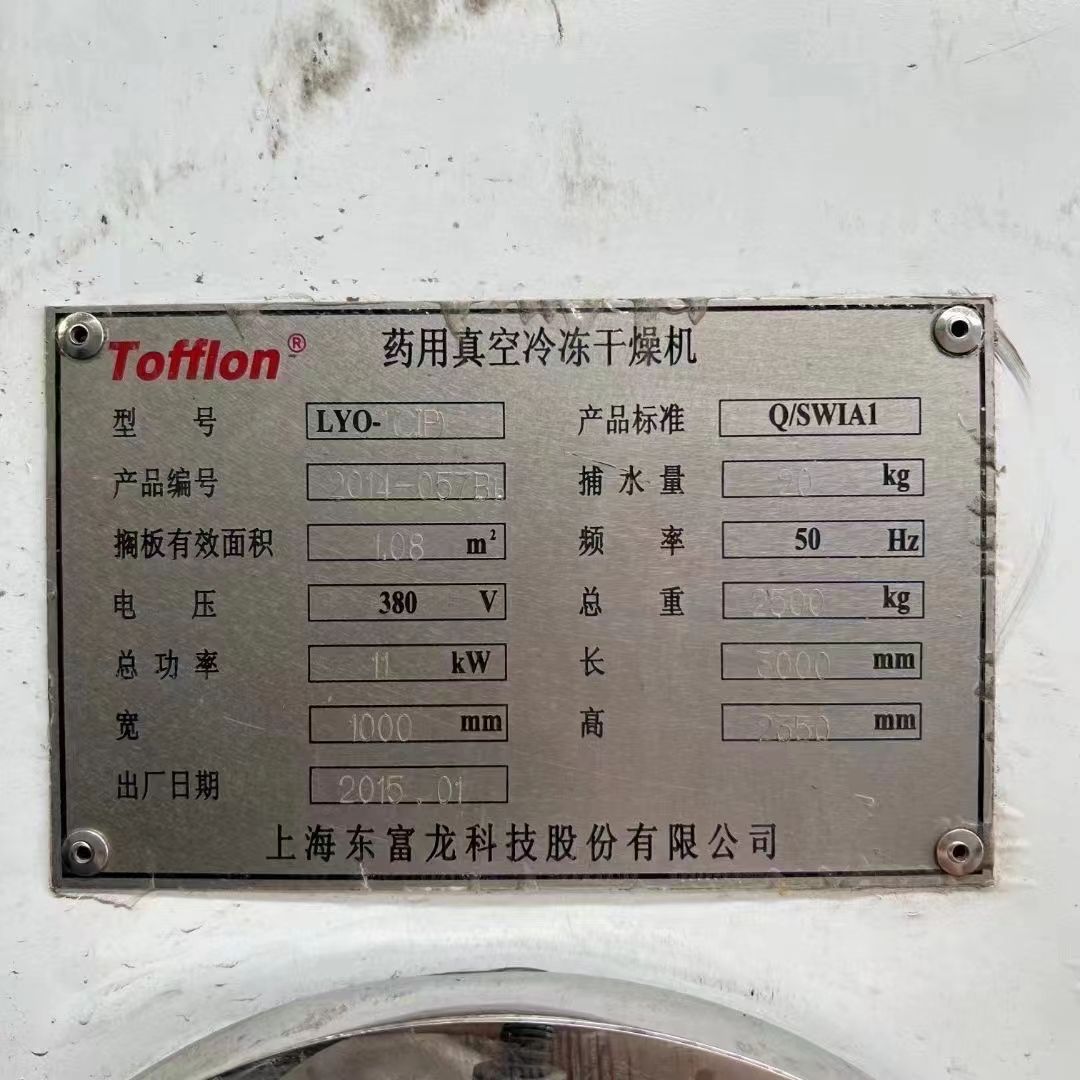 Tofflon® 药用真空冷冻干燥机
型号 LYO-1(IP) 产品标准 Q/SWIA1
产品编号 2014-057BL 捕水量 20 kg
搁板有效面积 1.08 m² 频率 50 Hz
电压 380 V 总重 2500 kg
总功率 11 kW 长 3000 mm
宽 1000 mm 高 2350 mm
出厂日期 2015.01
上海东富龙科技股份有限公司